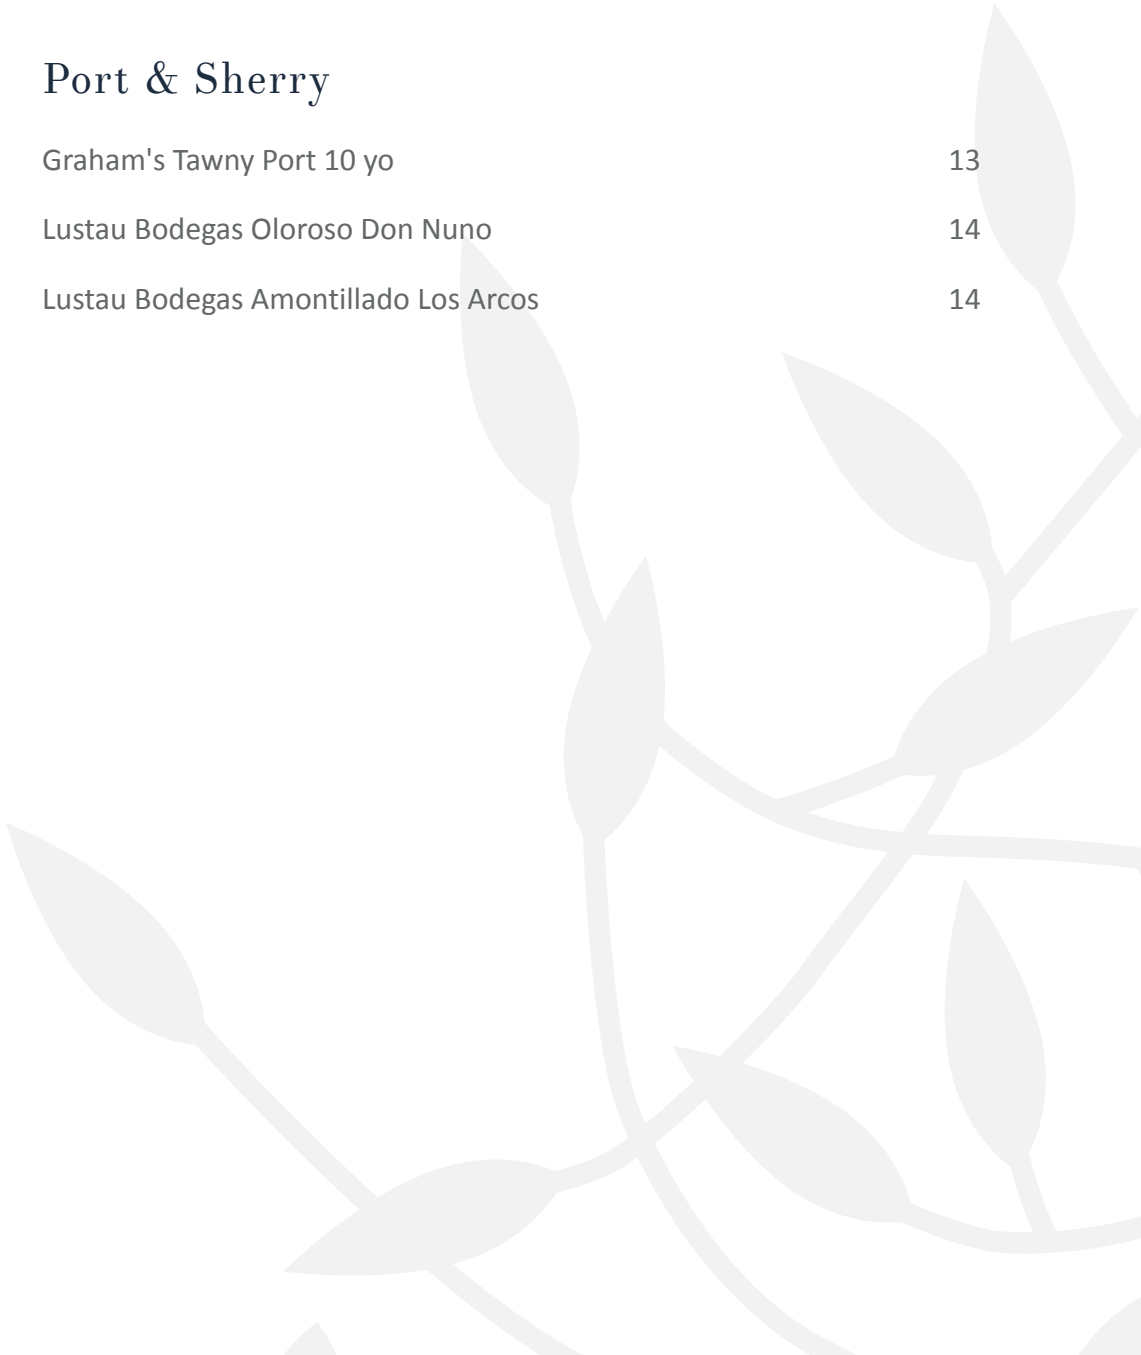 Port & Sherry
Graham's Tawny Port 10 yo 13
Lustau Bodegas Oloroso Don Nuno 14
Lustau Bodegas Amontillado Los Arcos 14